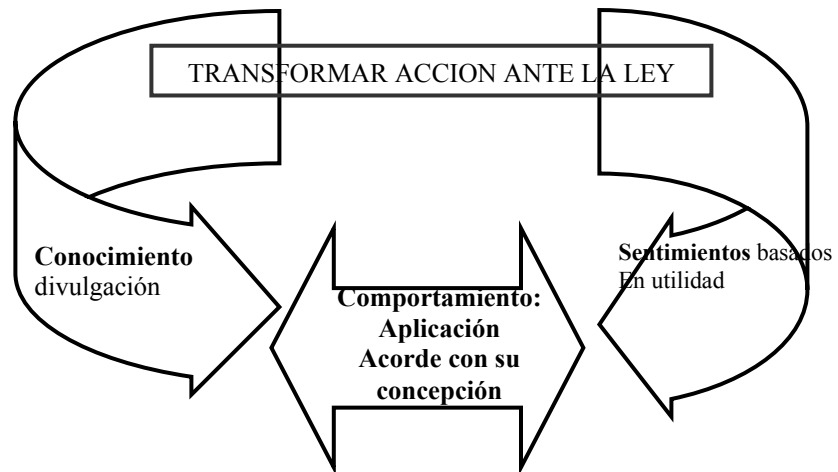 TRANSFORMAR ACCION ANTE LA LEY
Conocimiento
divulgación
Sentimientos basados
En utilidad
Comportamiento:
Aplicación
Acorde con su
concepción